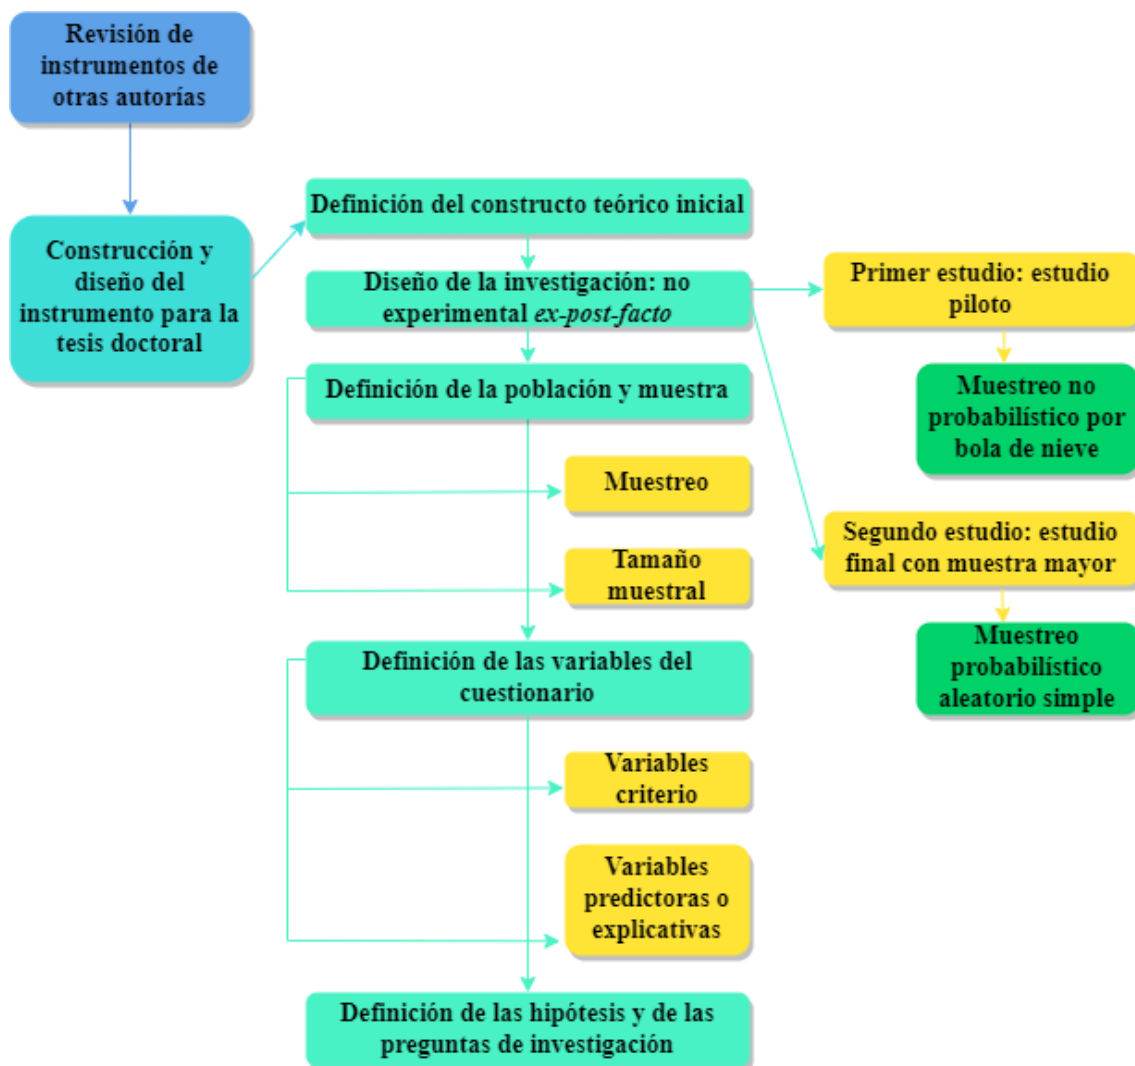 Revisión de
instrumentos de
otras autorías
Construcción y
diseño del
instrumento para la
tesis doctoral
Definición del constructo teórico inicial
Diseño de la investigación: no
experimental ex-post-facto
Primer estudio: estudio
piloto
Muestreo no
probabilístico por
bola de nieve
Segundo estudio: estudio
final con muestra mayor
Muestreo
probabilístico
aleatorio simple
Definición de la población y muestra
Muestreo
Tamaño
muestral
Definición de las variables del
cuestionario
Variables
criterio
Variables
predictoras o
explicativas
Definición de las hipótesis y de las
preguntas de investigación